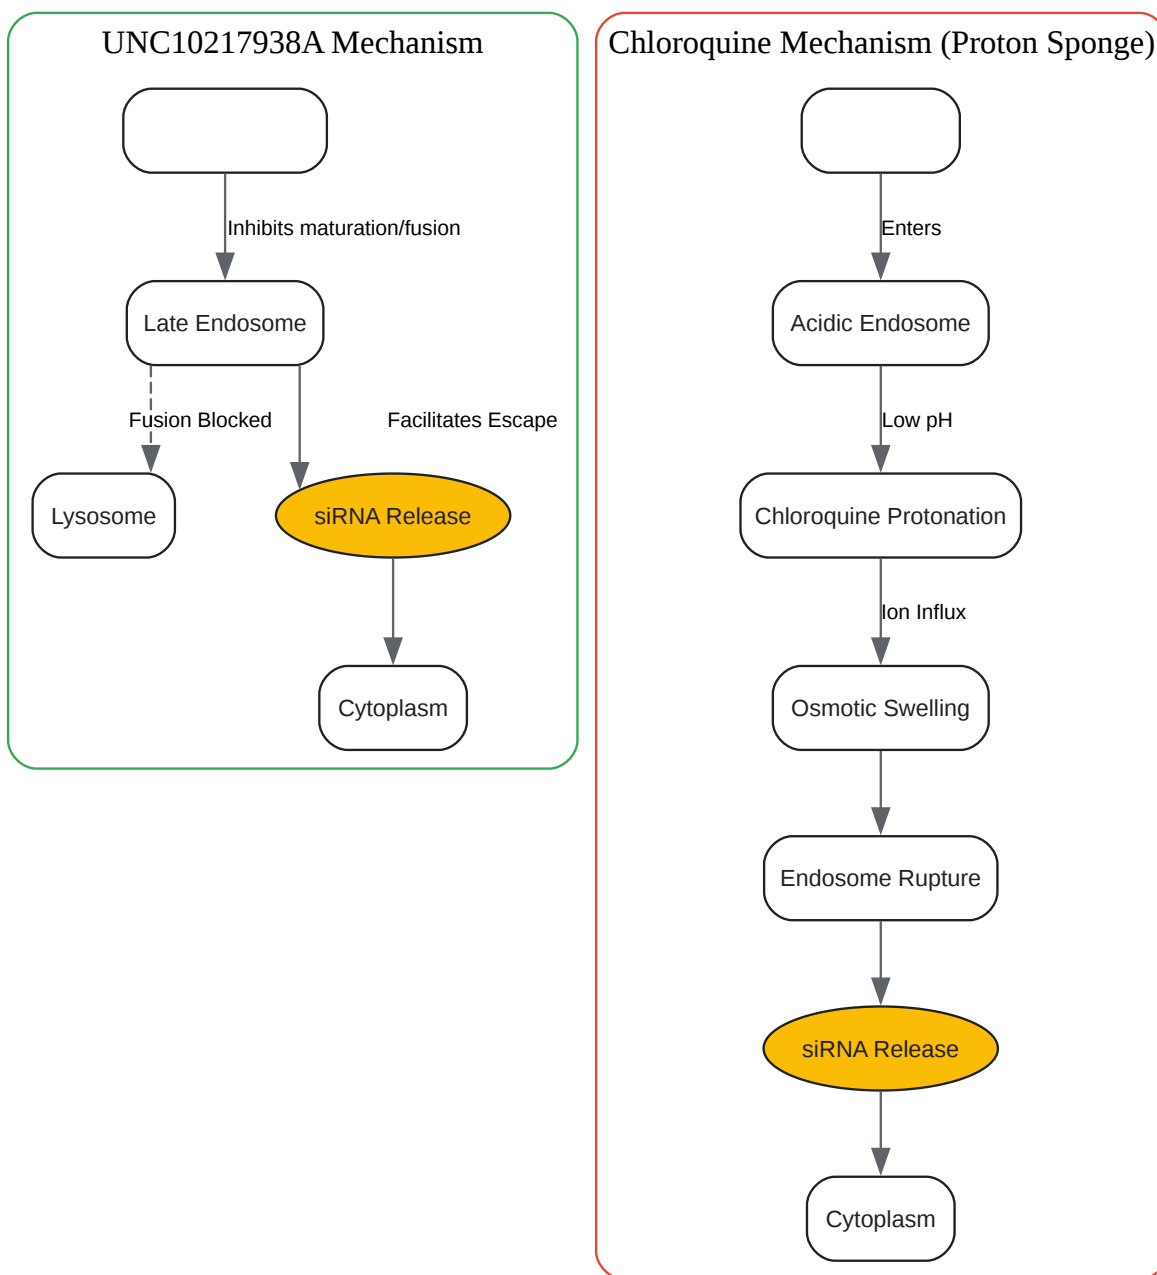 UNC10217938A Mechanism
Inhibits maturation/fusion
Late Endosome
Fusion Blocked
Facilitates Escape
Lysosome
siRNA Release
Cytoplasm
Chloroquine Mechanism (Proton Sponge)
Enters
Acidic Endosome
Low pH
Chloroquine Protonation
Ion Influx
Osmotic Swelling
Endosome Rupture
siRNA Release
Cytoplasm